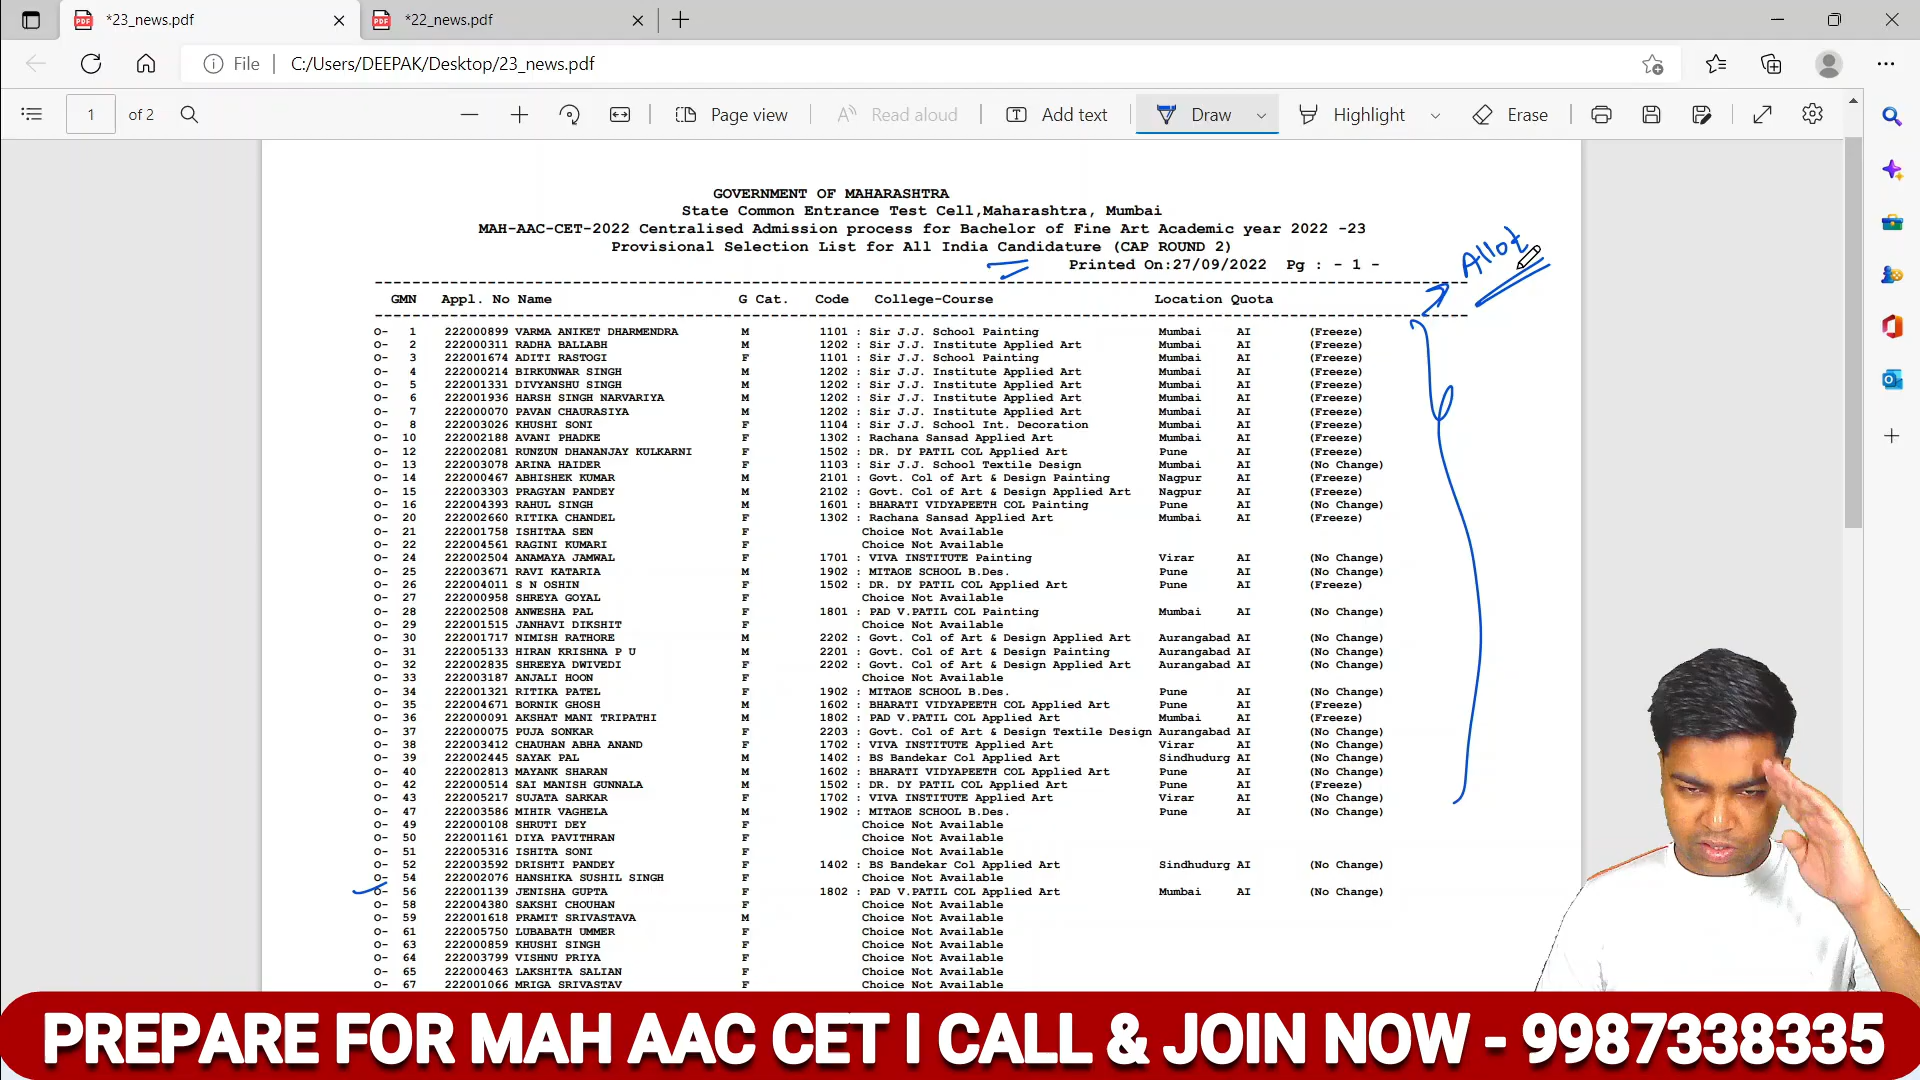 *23_news.pdf
*22_news.pdf
File C:/Users/DEEPAK/Desktop/23_news.pdf
1 of 2 Page view Read aloud Add text Draw Highlight Erase
GOVERNMENT OF MAHARASHTRA
State Common Entrance Test Cell,Maharashtra, Mumbai
MAH-AAC-CET-2022 Centralised Admission process for Bachelor of Fine Art Academic year 2022 -23
Provisional Selection List for All India Candidature (CAP ROUND 2)
Printed On:27/09/2022 Pg : - 1 -
Allot
GMN Appl. No Name G Cat. Code College-Course Location Quota
O- 1 222000899 VARMA ANIKET DHARMENDRA M 1101 : Sir J.J. School Painting Mumbai AI (Freeze)
O- 2 222000311 RADHA BALLABH M 1202 : Sir J.J. Institute Applied Art Mumbai AI (Freeze)
O- 3 222001674 ADITI RASTOGI F 1101 : Sir J.J. School Painting Mumbai AI (Freeze)
O- 4 222000214 BIRKUNWAR SINGH M 1202 : Sir J.J. Institute Applied Art Mumbai AI (Freeze)
O- 5 222001331 DIVYANSHU SINGH M 1202 : Sir J.J. Institute Applied Art Mumbai AI (Freeze)
O- 6 222001936 HARSH SINGH NARVARIYA M 1202 : Sir J.J. Institute Applied Art Mumbai AI (Freeze)
O- 7 222000070 PAVAN CHAURASIYA M 1202 : Sir J.J. Institute Applied Art Mumbai AI (Freeze)
O- 8 222003026 KHUSHI SONI F 1104 : Sir J.J. School Int. Decoration Mumbai AI (Freeze)
O- 10 222002188 AVANI PHADKE F 1302 : Rachana Sansad Applied Art Mumbai AI (Freeze)
O- 12 222002081 RUNZUN DHANANJAY KULKARNI F 1502 : DR. DY PATIL COL Applied Art Pune AI (Freeze)
O- 13 222003078 ARINA HAIDER F 1103 : Sir J.J. School Textile Design Mumbai AI (No Change)
O- 14 222000467 ABHISHEK KUMAR M 2101 : Govt. Col of Art & Design Painting Nagpur AI (Freeze)
O- 15 222003303 PRAGYAN PANDEY M 2102 : Govt. Col of Art & Design Applied Art Nagpur AI (Freeze)
O- 16 222004393 RAHUL SINGH M 1601 : BHARATI VIDYAPEETH COL Painting Pune AI (No Change)
O- 20 222002660 RITIKA CHANDEL F 1302 : Rachana Sansad Applied Art Mumbai AI (Freeze)
O- 21 222001758 ISHITAA SEN F Choice Not Available
O- 22 222004561 RAGINI KUMARI F Choice Not Available
O- 24 222002504 ANAMAYA JAMWAL F 1701 : VIVA INSTITUTE Painting Virar AI (No Change)
O- 25 222003671 RAVI KATARIA M 1902 : MITAOE SCHOOL B.Des. Pune AI (No Change)
O- 26 222004011 S N OSHIN F 1502 : DR. DY PATIL COL Applied Art Pune AI (Freeze)
O- 27 222000958 SHREYA GOYAL F Choice Not Available
O- 28 222002508 ANWESHA PAL F 1801 : PAD V.PATIL COL Painting Mumbai AI (No Change)
O- 29 222001515 JANHAVI DIKSHIT F Choice Not Available
O- 30 222001717 NIMISH RATHORE M 2202 : Govt. Col of Art & Design Applied Art Aurangabad AI (No Change)
O- 31 222005133 HIRAN KRISHNA P U M 2201 : Govt. Col of Art & Design Painting Aurangabad AI (No Change)
O- 32 222002835 SHREEYA DWIVEDI F 2202 : Govt. Col of Art & Design Applied Art Aurangabad AI (No Change)
O- 33 222003187 ANJALI HOON F Choice Not Available
O- 34 222001321 RITIKA PATEL F 1902 : MITAOE SCHOOL B.Des. Pune AI (No Change)
O- 35 222004671 BORNIK GHOSH M 1602 : BHARATI VIDYAPEETH COL Applied Art Pune AI (Freeze)
O- 36 222000091 AKSHAT MANI TRIPATHI M 1802 : PAD V.PATIL COL Applied Art Mumbai AI (Freeze)
O- 37 222000075 PUJA SONKAR F 2203 : Govt. Col of Art & Design Textile Design Aurangabad AI (No Change)
O- 38 222003412 CHAUHAN ABHA ANAND F 1702 : VIVA INSTITUTE Applied Art Virar AI (No Change)
O- 39 222002445 SAYAK PAL M 1402 : BS Bandekar Col Applied Art Sindhudurg AI (No Change)
O- 40 222002813 MAYANK SHARAN M 1602 : BHARATI VIDYAPEETH COL Applied Art Pune AI (No Change)
O- 42 222000514 SAI MANISH GUNNALA M 1502 : DR. DY PATIL COL Applied Art Pune AI (Freeze)
O- 43 222005217 SUJATA SARKAR F 1702 : VIVA INSTITUTE Applied Art Virar AI (No Change)
O- 47 222003586 MIHIR VAGHELA M 1902 : MITAOE SCHOOL B.Des. Pune AI (No Change)
O- 49 222000108 SHRUTI DEY F Choice Not Available
O- 50 222001161 DIYA PAVITHRAN F Choice Not Available
O- 51 222005316 ISHITA SONI F Choice Not Available
O- 52 222003592 DRISHTI PANDEY F 1402 : BS Bandekar Col Applied Art Sindhudurg AI (No Change)
O- 54 222002076 HANSHIKA SUSHIL SINGH F Choice Not Available
O- 56 222001139 JENISHA GUPTA F 1802 : PAD V.PATIL COL Applied Art Mumbai AI (No Change)
O- 58 222004380 SAKSHI CHOUHAN F Choice Not Available
O- 59 222001618 PRAMIT SRIVASTAVA M Choice Not Available
O- 61 222005750 LUBABATH UMMER F Choice Not Available
O- 63 222000859 KHUSHI SINGH F Choice Not Available
O- 64 222003799 VISHNU PRIYA F Choice Not Available
O- 65 222000463 LAKSHITA SALIAN F Choice Not Available
O- 67 222001066 MRIGA SRIVASTAV F Choice Not Available
PREPARE FOR MAH AAC CET I CALL & JOIN NOW - 9987338335